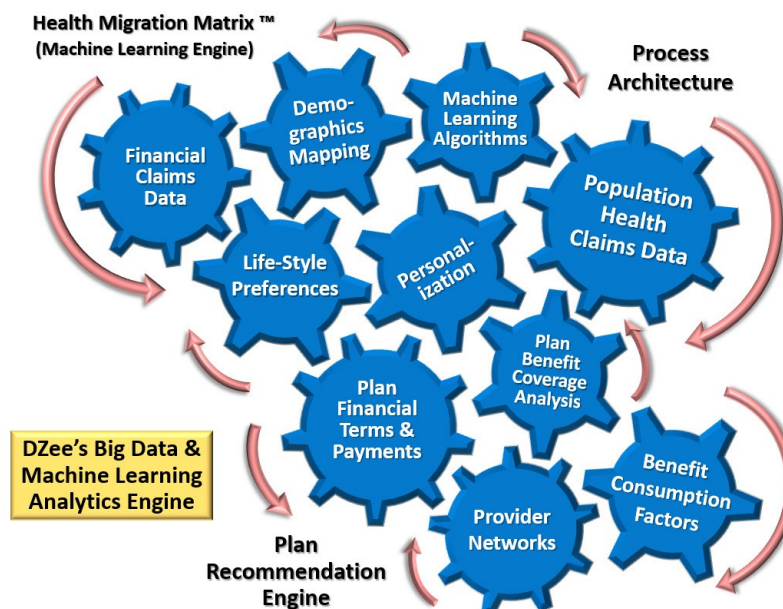 Health Migration Matrix ™
(Machine Learning Engine)
Process
Architecture
Financial
Claims
Data
Demo-
graphics
Mapping
Machine
Learning
Algorithms
Population
Health
Claims Data
Life-Style
Preferences
Personal-
ization
Plan
Benefit
Coverage
Analysis
Plan
Financial
Terms &
Payments
DZee's Big Data &
Machine Learning
Analytics Engine
Benefit
Consumption
Factors
Provider
Networks
Plan
Recommendation
Engine